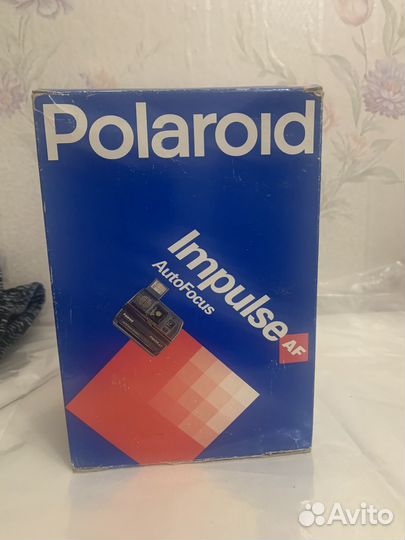 Polaroid
Impulse
AutoFocus
AF
Avito